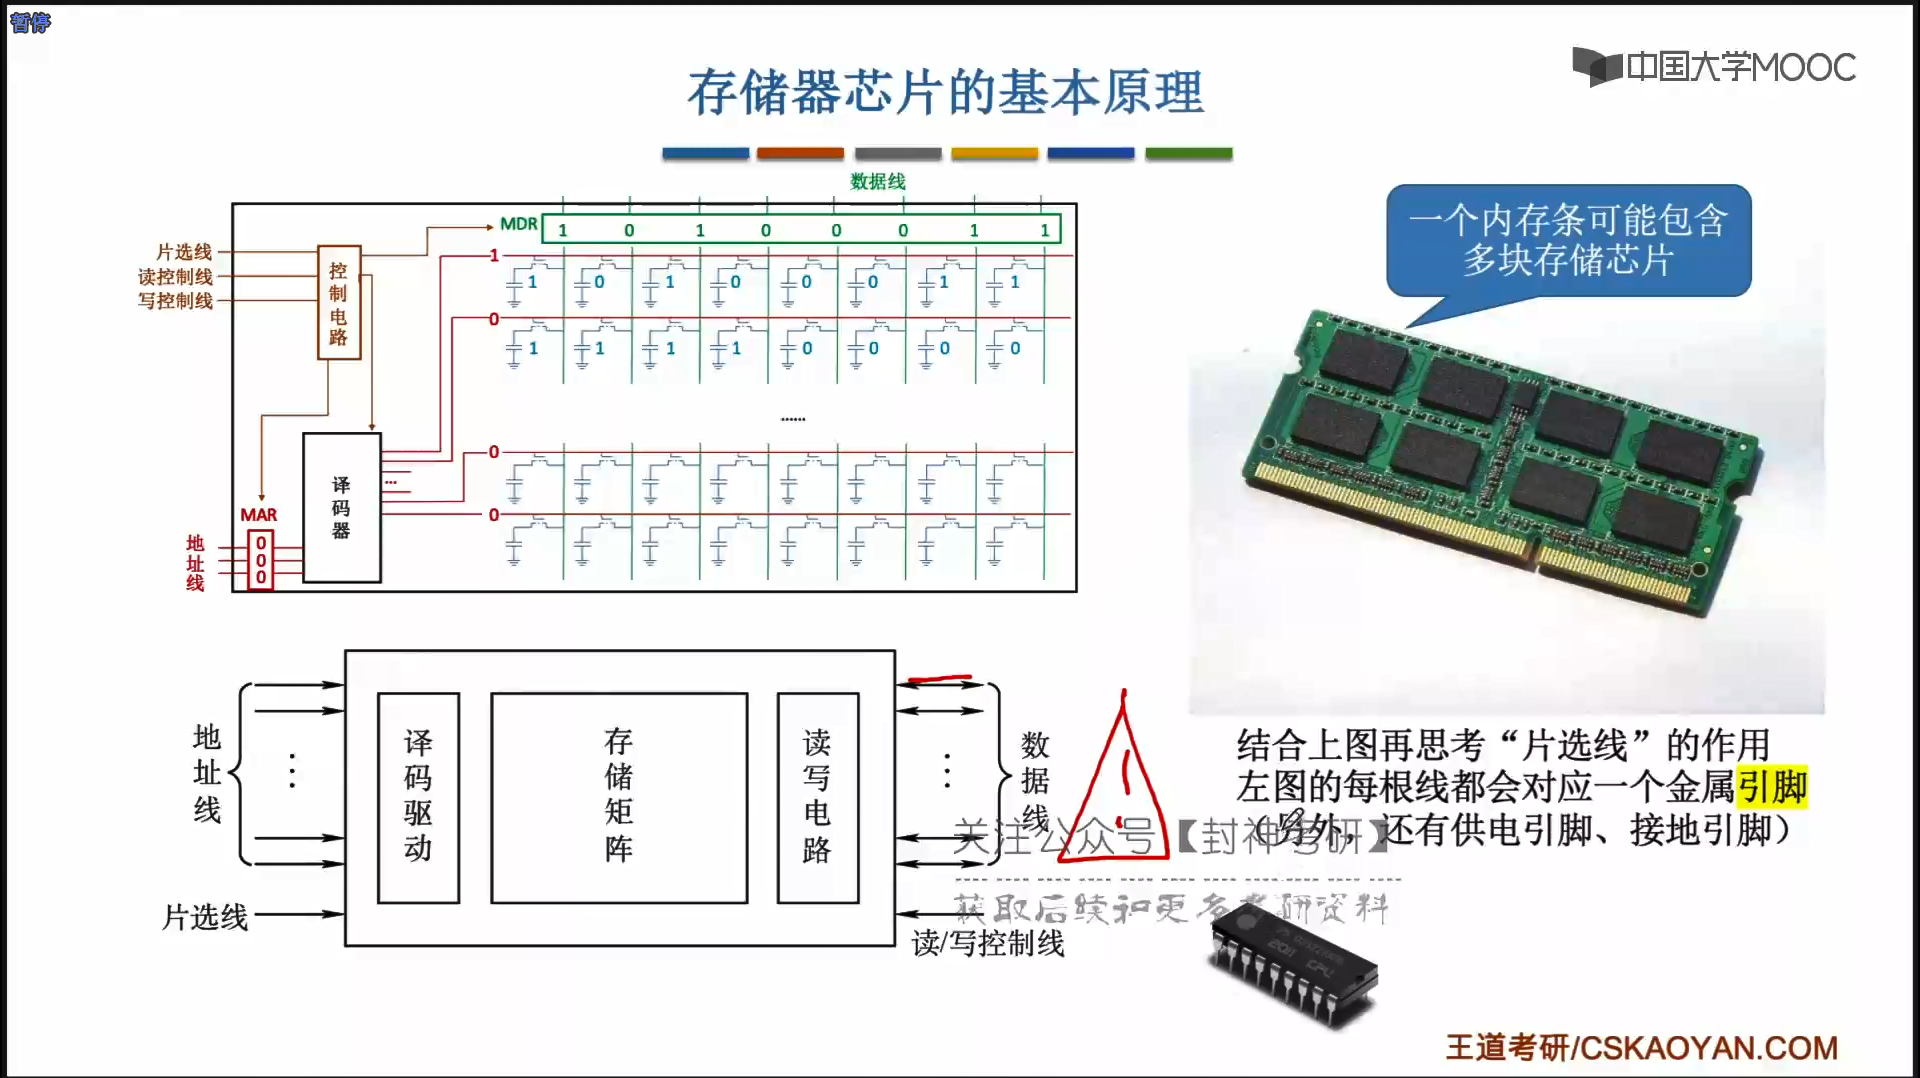 暂停
中国大学MOOC
存储器芯片的基本原理
数据线
MDR 1 0 1 0 0 0 1 1
片选线
读控制线
写控制线
控制电路
1
1 0 1 0 0 0 1 1
0
1 1 1 1 0 0 0 0
......
0
0
译码器
...
MAR
地址线
0
0
0
一个内存条可能包含
多块存储芯片
地址线
译码驱动
存储矩阵
读写电路
数据线
片选线
读/写控制线
结合上图再思考“片选线”的作用
左图的每根线都会对应一个金属引脚
（另外，还有供电引脚、接地引脚）
关注公众号【封神考研】
获取后续和更多考研资料
王道考研/CSKAOYAN.COM